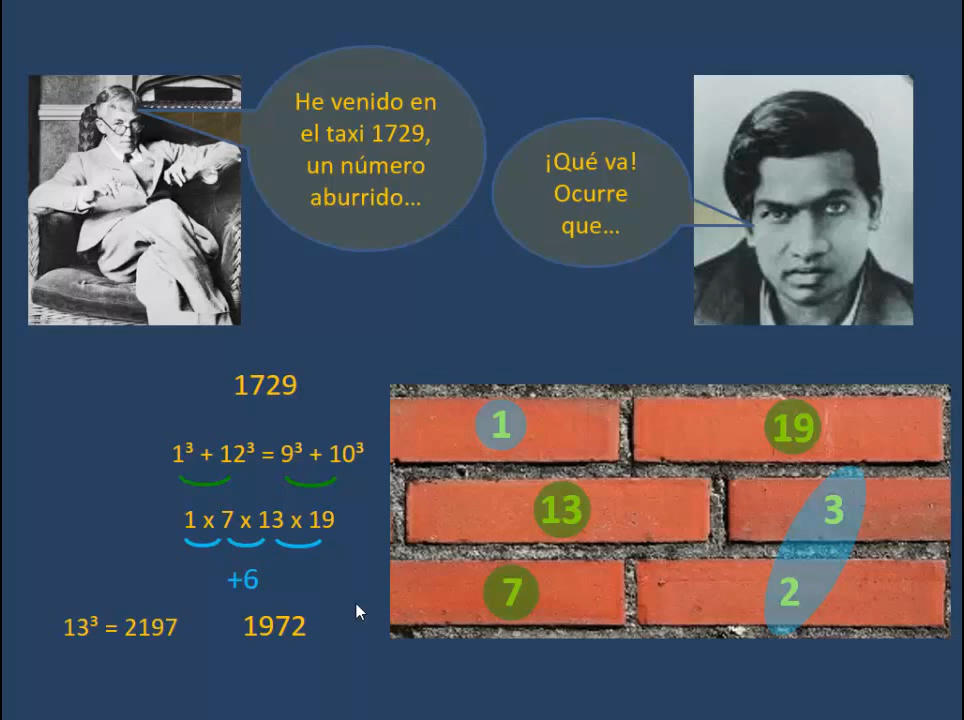 He venido en
el taxi 1729,
un número
aburrido...
¡Qué va!
Ocurre
que...
1729
1³ + 12³ = 9³ + 10³
1 x 7 x 13 x 19
+6
13³ = 2197
1972
1
19
13
3
7
2